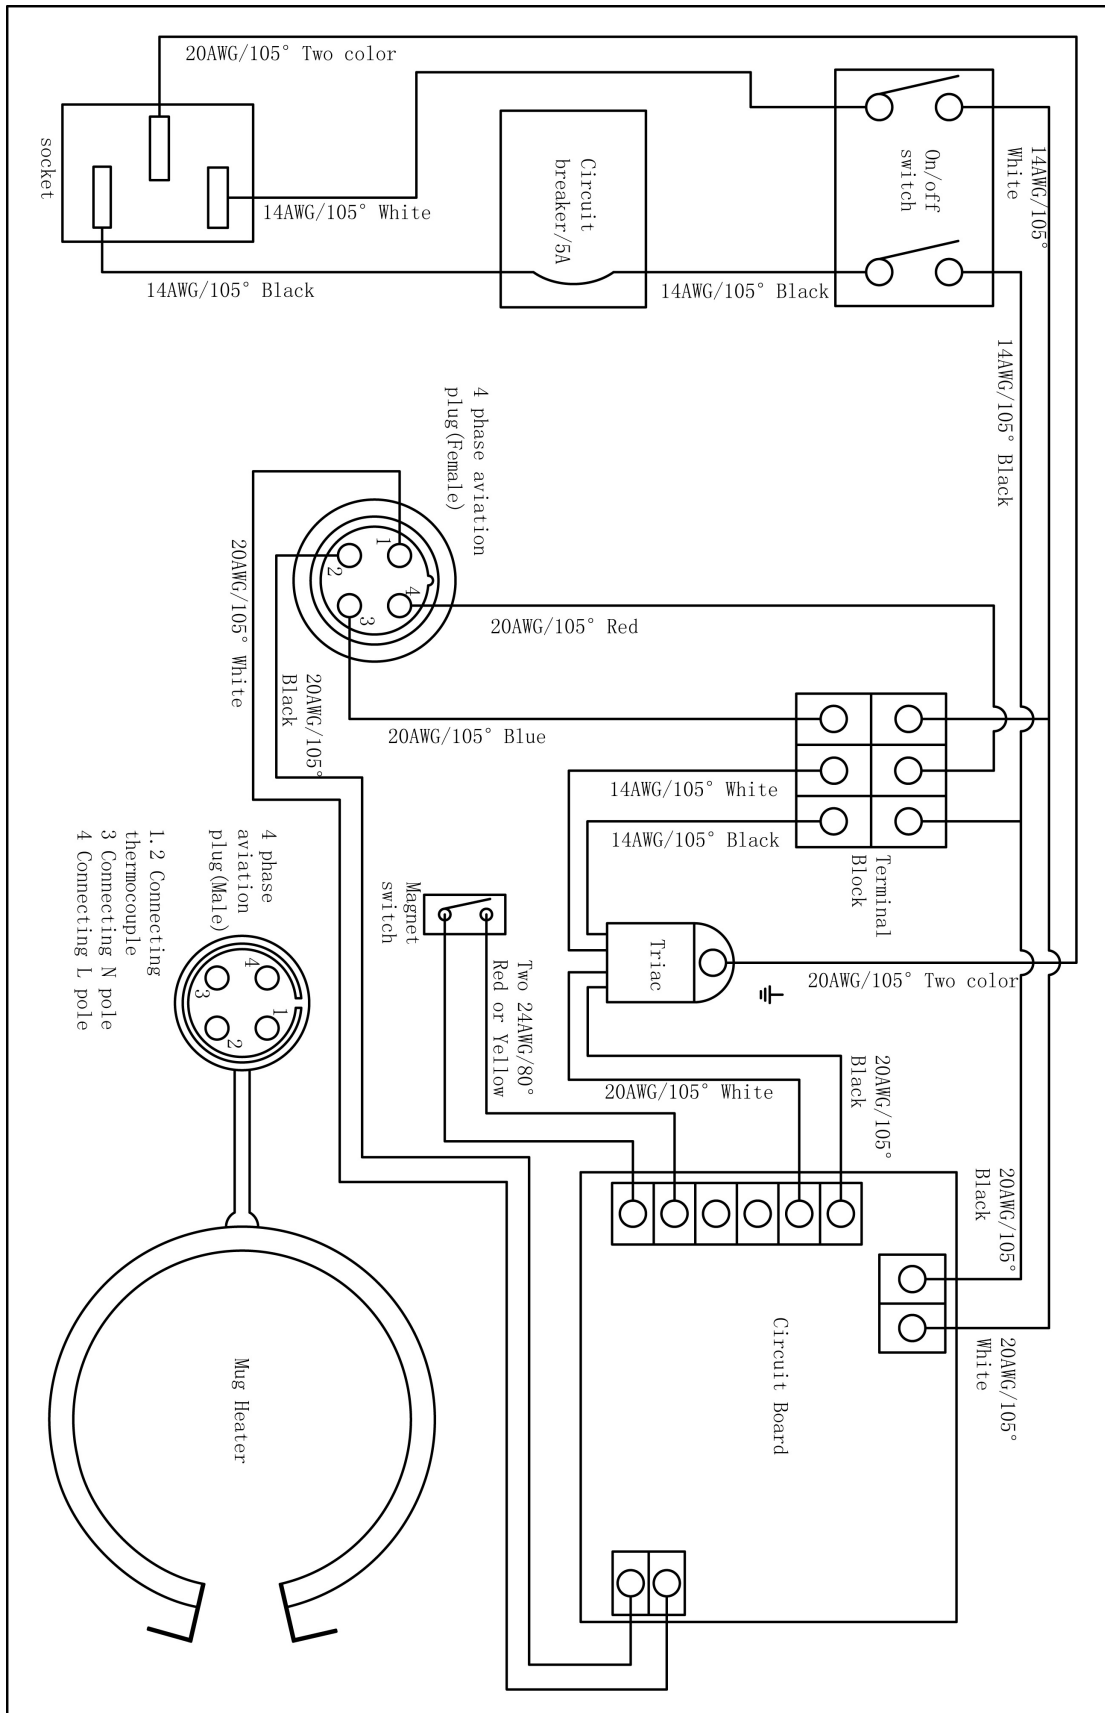 20AWG/105° Two color
socket
14AWG/105° White
14AWG/105° Black
Circuit
breaker/5A
14AWG/105° Black
On/off
switch
14AWG/105°
White
14AWG/105° Black
4 phase aviation
plug(Female)
1
2
3
4
20AWG/105° Red
20AWG/105° White
20AWG/105°
Black
20AWG/105° Blue
14AWG/105° White
14AWG/105° Black
Terminal
Block
Triac
20AWG/105° Two color
Magnet
switch
Two 24AWG/80°
Red or Yellow
20AWG/105° White
20AWG/105°
Black
20AWG/105°
Black
20AWG/105°
White
4 phase
aviation
plug(Male)
1.2 Connecting
thermocouple
3 Connecting N pole
4 Connecting L pole
4
3
1
2
Mug Heater
Circuit Board